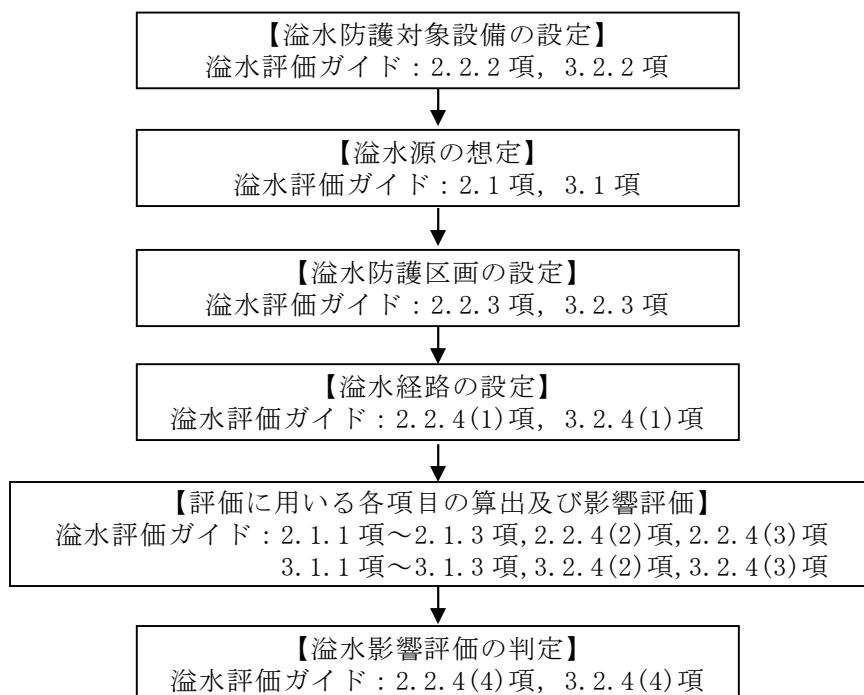 【溢水防護対象設備の設定】
溢水評価ガイド：2.2.2 項, 3.2.2 項
【溢水源の想定】
溢水評価ガイド：2.1 項, 3.1 項
【溢水防護区画の設定】
溢水評価ガイド：2.2.3 項, 3.2.3 項
【溢水経路の設定】
溢水評価ガイド：2.2.4(1)項, 3.2.4(1)項
【評価に用いる各項目の算出及び影響評価】
溢水評価ガイド：2.1.1 項～2.1.3 項,2.2.4(2)項,2.2.4(3)項
3.1.1 項～3.1.3 項,3.2.4(2)項,3.2.4(3)項
【溢水影響評価の判定】
溢水評価ガイド：2.2.4(4)項, 3.2.4(4)項